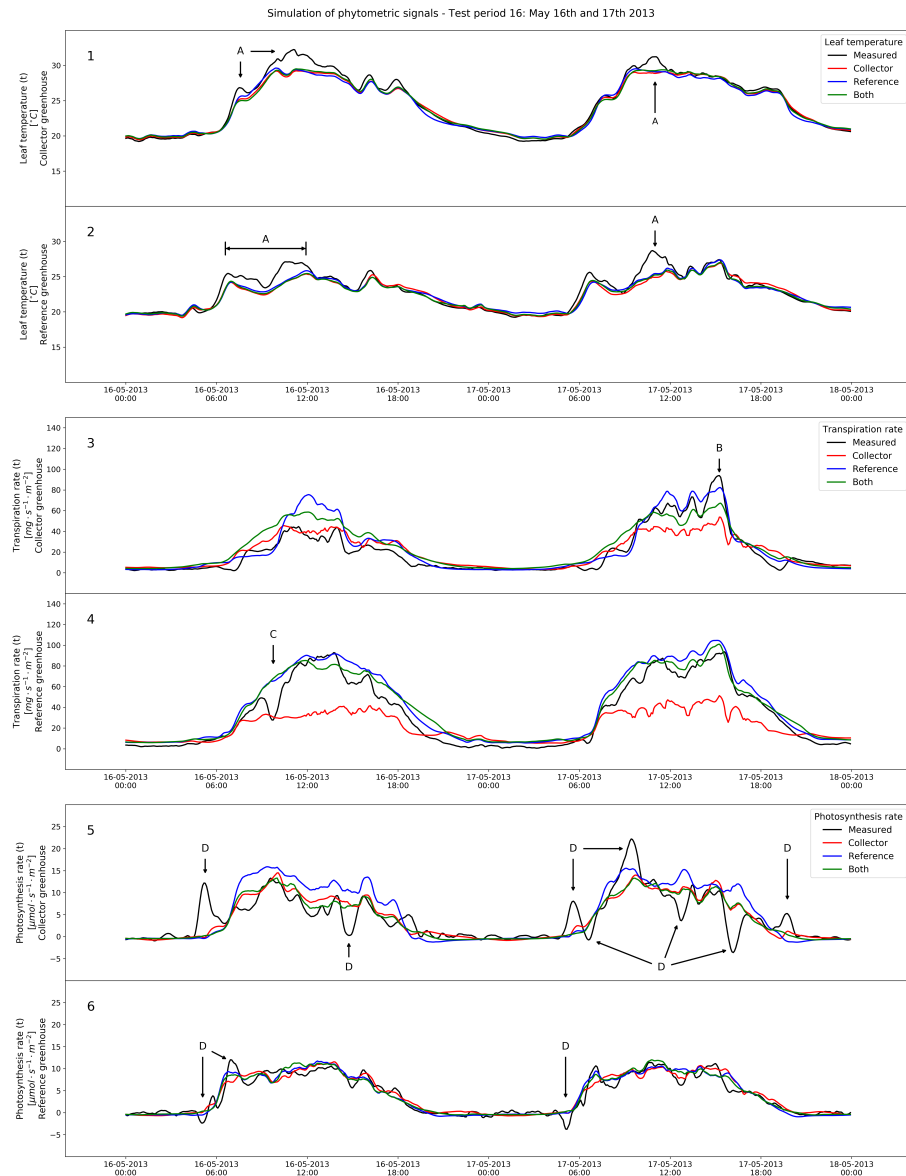 Simulation of phytometric signals - Test period 16: May 16th and 17th 2013
1
Leaf temperature (t)
[°C]
Collector greenhouse
30
25
20
15
A
A
Leaf temperature
Measured
Collector
Reference
Both
2
Leaf temperature (t)
[°C]
Reference greenhouse
30
25
20
15
A
A
16-05-2013 00:00
16-05-2013 06:00
16-05-2013 12:00
16-05-2013 18:00
17-05-2013 00:00
17-05-2013 06:00
17-05-2013 12:00
17-05-2013 18:00
18-05-2013 00:00
3
Transpiration rate (t)
[mg · s⁻¹ · m⁻²]
Collector greenhouse
140
120
100
80
60
40
20
0
B
Transpiration rate
Measured
Collector
Reference
Both
4
Transpiration rate (t)
[mg · s⁻¹ · m⁻²]
Reference greenhouse
140
120
100
80
60
40
20
0
C
16-05-2013 00:00
16-05-2013 06:00
16-05-2013 12:00
16-05-2013 18:00
17-05-2013 00:00
17-05-2013 06:00
17-05-2013 12:00
17-05-2013 18:00
18-05-2013 00:00
5
Photosynthesis rate (t)
[μmol · s⁻¹ · m⁻²]
Collector greenhouse
25
20
15
10
5
0
−5
D
D
D
D
D
Photosynthesis rate
Measured
Collector
Reference
Both
6
Photosynthesis rate (t)
[μmol · s⁻¹ · m⁻²]
Reference greenhouse
25
20
15
10
5
0
−5
D
D
16-05-2013 00:00
16-05-2013 06:00
16-05-2013 12:00
16-05-2013 18:00
17-05-2013 00:00
17-05-2013 06:00
17-05-2013 12:00
17-05-2013 18:00
18-05-2013 00:00